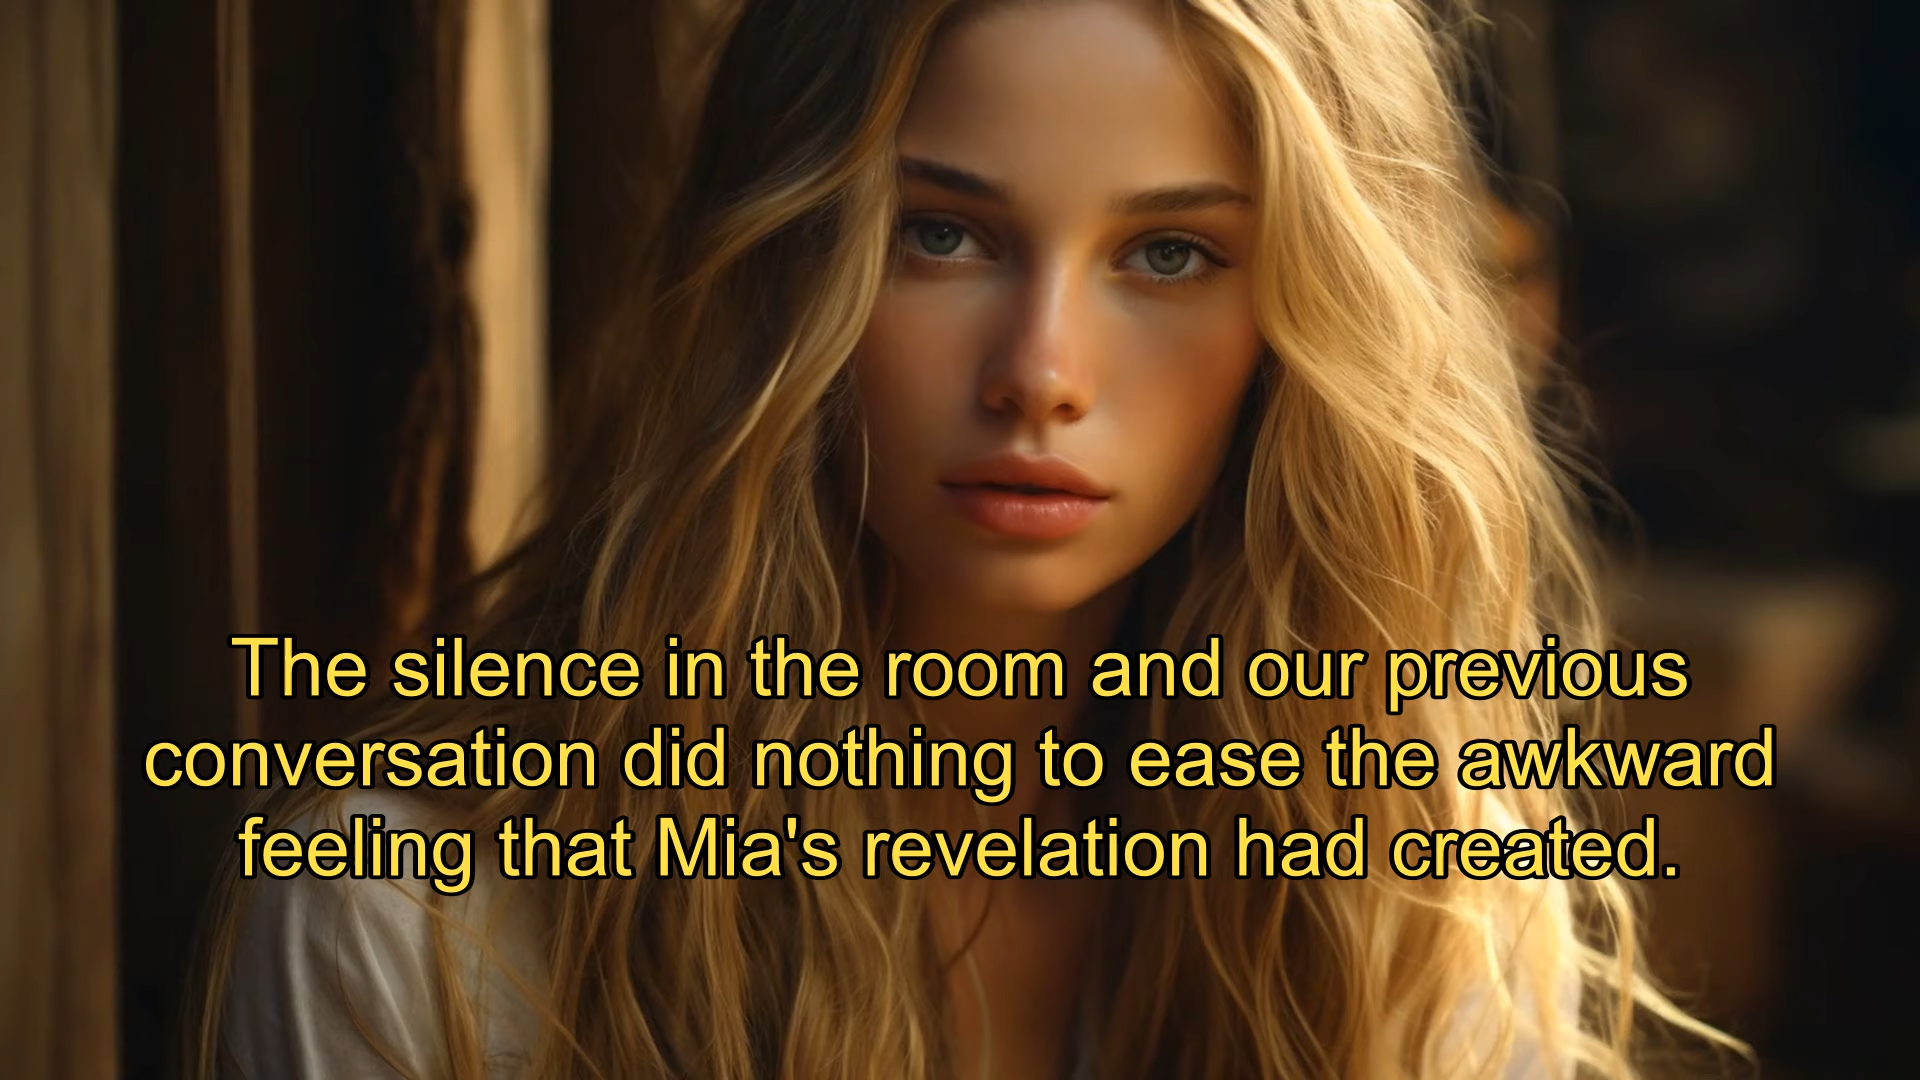 The silence in the room and our previous
conversation did nothing to ease the awkward
feeling that Mia's revelation had created.